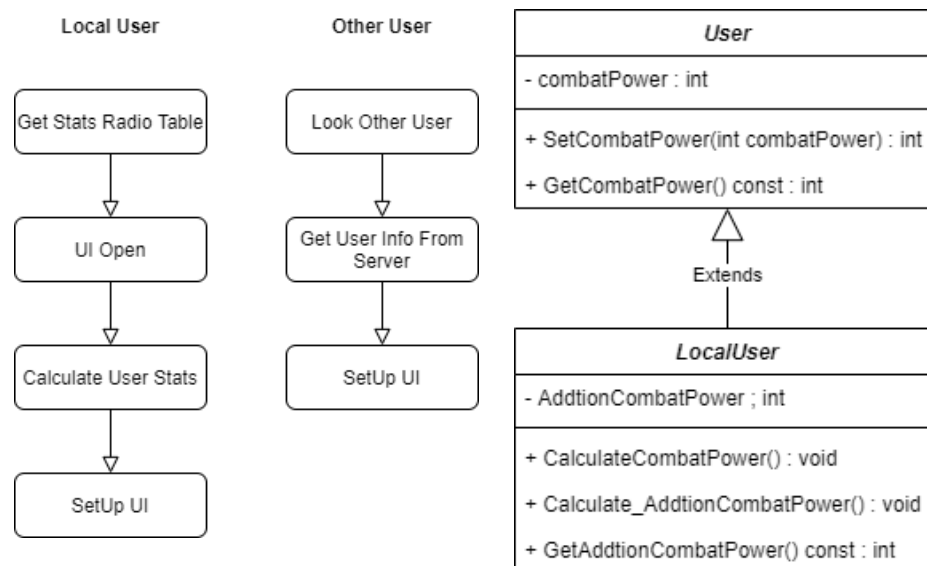 Local User
Get Stats Radio Table
UI Open
Calculate User Stats
SetUp UI
Other User
Look Other User
Get User Info From
Server
SetUp UI
User
- combatPower : int
+ SetCombatPower(int combatPower) : int
+ GetCombatPower() const : int
Extends
LocalUser
- AddtionCombatPower ; int
+ CalculateCombatPower() : void
+ Calculate_AddtionCombatPower() : void
+ GetAddtionCombatPower() const : int